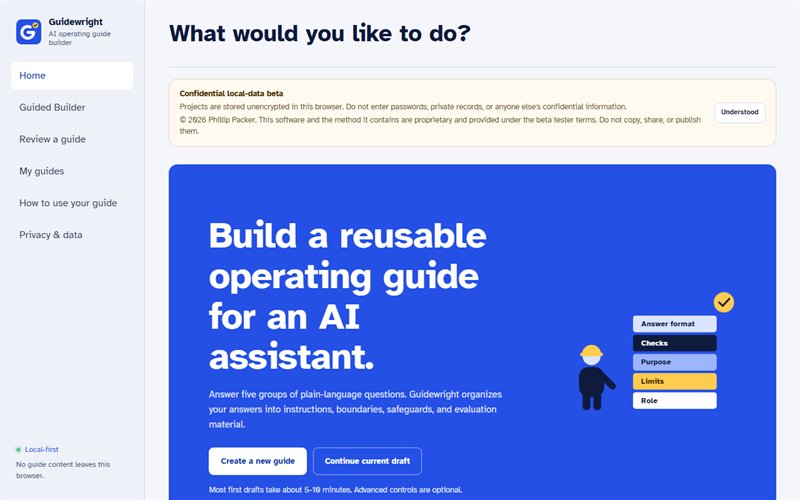 Guidewright
AI operating guide
builder
Home
Guided Builder
Review a guide
My guides
How to use your guide
Privacy & data
Local-first
No guide content leaves this
browser.
What would you like to do?
Confidential local-data beta
Projects are stored unencrypted in this browser. Do not enter passwords, private records, or anyone else's confidential information.
© 2026 Phillip Packer. This software and the method it contains are proprietary and provided under the beta tester terms. Do not copy, share, or publish
them.
Understood
Build a reusable
operating guide
for an AI
assistant.
Answer five groups of plain-language questions. Guidewright organizes
your answers into instructions, boundaries, safeguards, and evaluation
material.
Create a new guide
Continue current draft
Most first drafts take about 5–10 minutes. Advanced controls are optional.
Answer format
Checks
Purpose
Limits
Role